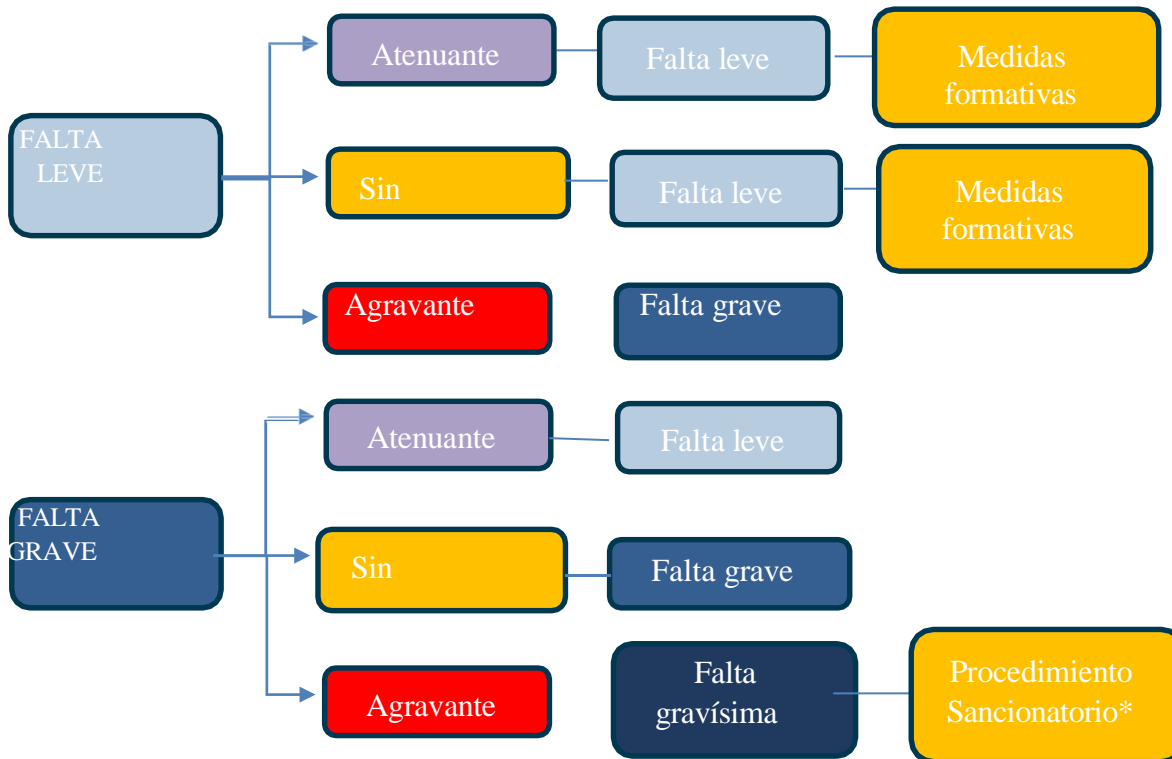 Atenuante
Falta leve
Medidas
formativas
FALTA
LEVE
Sin
Falta leve
Medidas
formativas
Agravante
Falta grave
Atenuante
Falta leve
FALTA
GRAVE
Sin
Falta grave
Agravante
Falta
gravísima
Procedimiento
Sancionatorio*